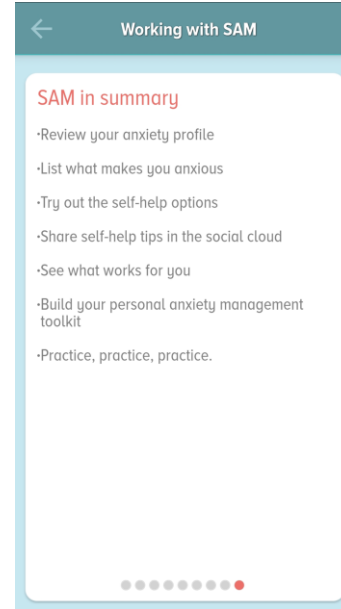 Working with SAM
SAM in summary
·Review your anxiety profile
·List what makes you anxious
·Try out the self-help options
·Share self-help tips in the social cloud
·See what works for you
·Build your personal anxiety management
toolkit
·Practice, practice, practice.